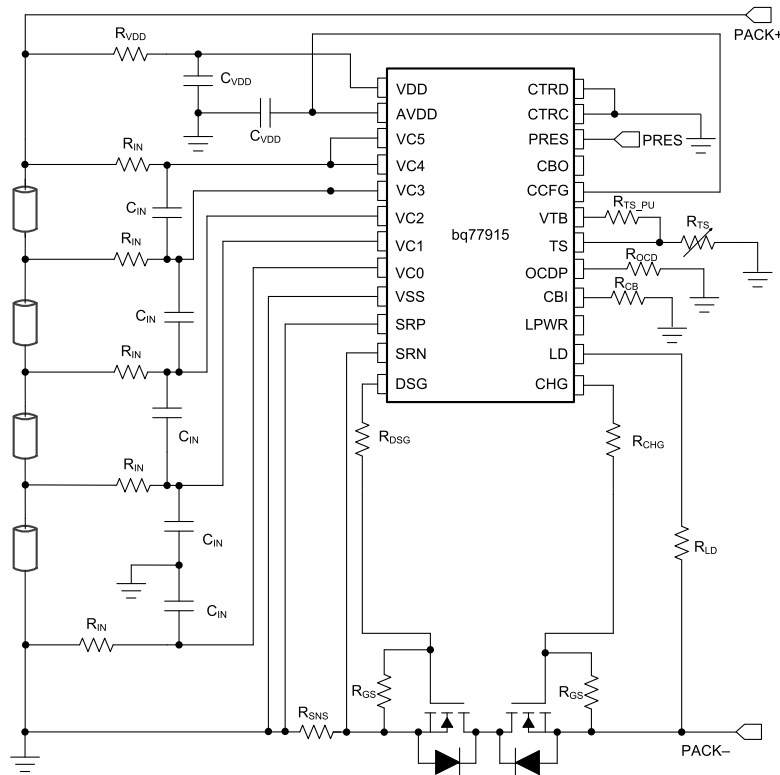 PACK+
RVDD
CVDD
CVDD
VDD
AVDD
VC5
VC4
VC3
VC2
VC1
VC0
VSS
SRP
SRN
DSG
bq77915
CTRD
CTRC
PRES
CBO
CCFG
VTB
TS
OCDP
CBI
LPWR
LD
CHG
PRES
RTS_PU
RTS
ROCD
RCB
RIN
CIN
RIN
CIN
RIN
CIN
RIN
CIN
CIN
RIN
RDSG
RCHG
RLD
RGS
RGS
RSNS
PACK–